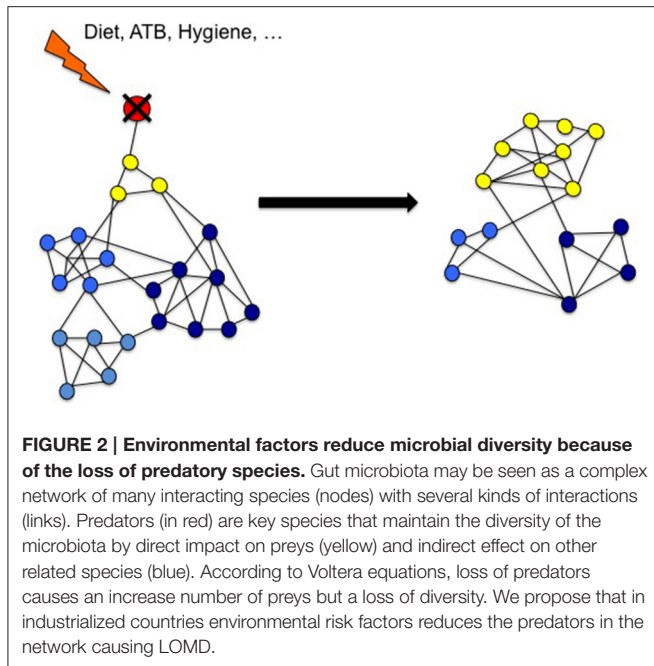 Diet, ATB, Hygiene, ...
FIGURE 2 | Environmental factors reduce microbial diversity because
of the loss of predatory species. Gut microbiota may be seen as a complex
network of many interacting species (nodes) with several kinds of interactions
(links). Predators (in red) are key species that maintain the diversity of the
microbiota by direct impact on preys (yellow) and indirect effect on other
related species (blue). According to Voltera equations, loss of predators
causes an increase number of preys but a loss of diversity. We propose that in
industrialized countries environmental risk factors reduces the predators in the
network causing LOMD.